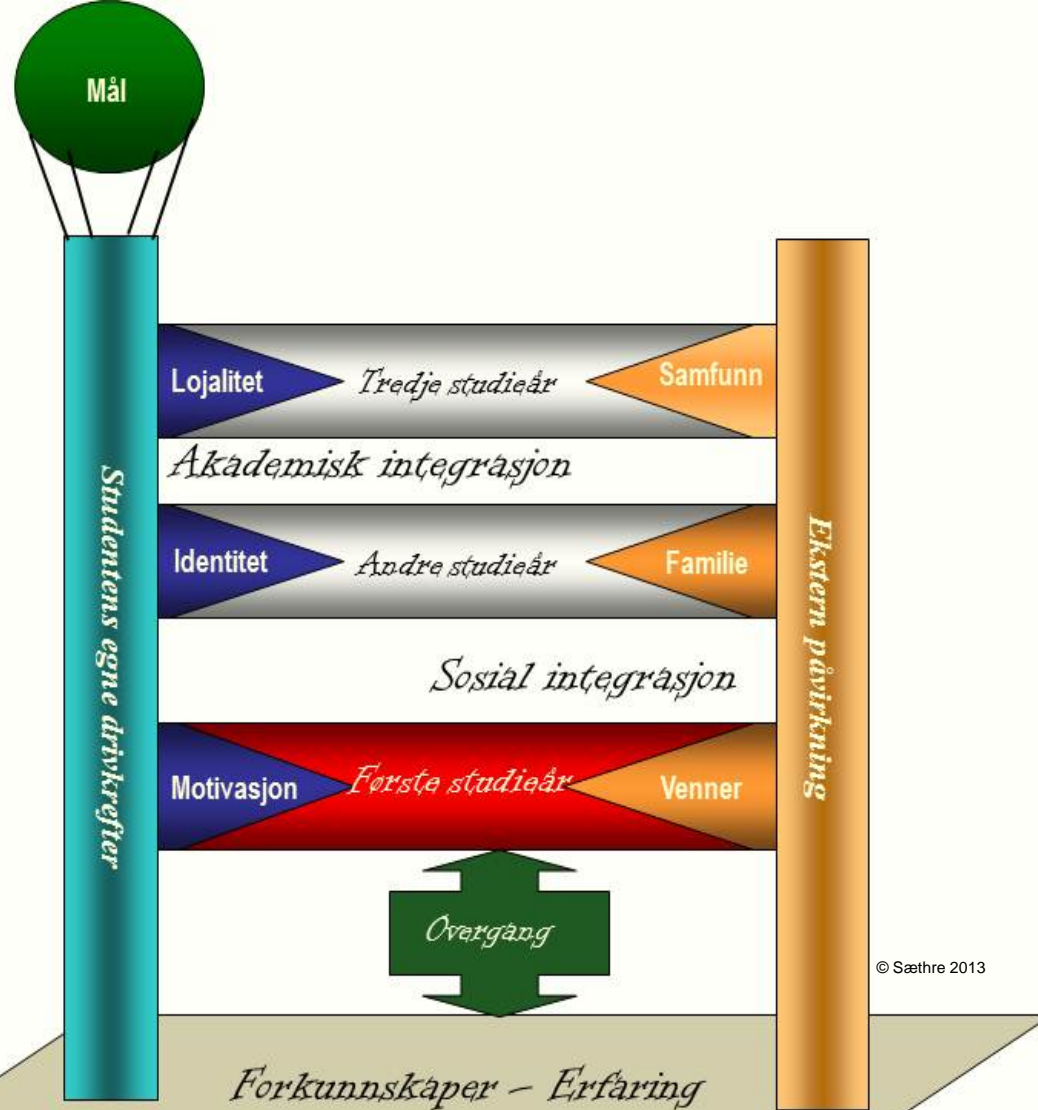 Mål
Lojalitet
Tredje studieår
Samfunn
Akademisk integrasjon
Studentens egne drivkrefter
Ekstern påvirkning
Identitet
Andre studieår
Familie
Sosial integrasjon
Motivasjon
Første studieår
Venner
Overgang
© Sæthre 2013
Forkunnskaper – Erfaring